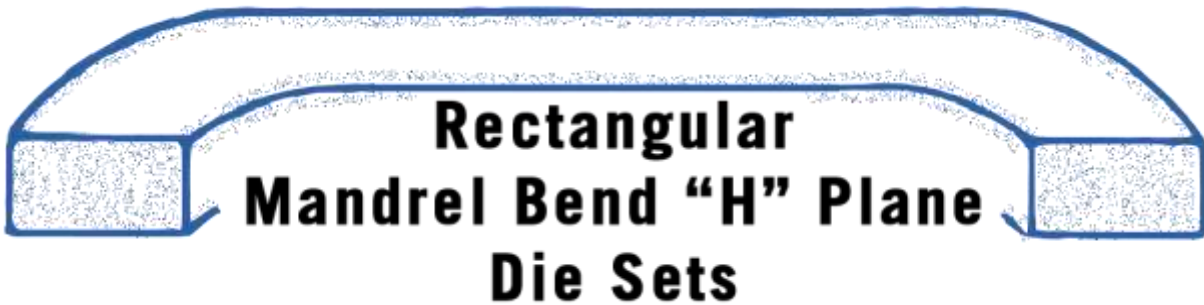 Rectangular
Mandrel Bend “H” Plane
Die Sets